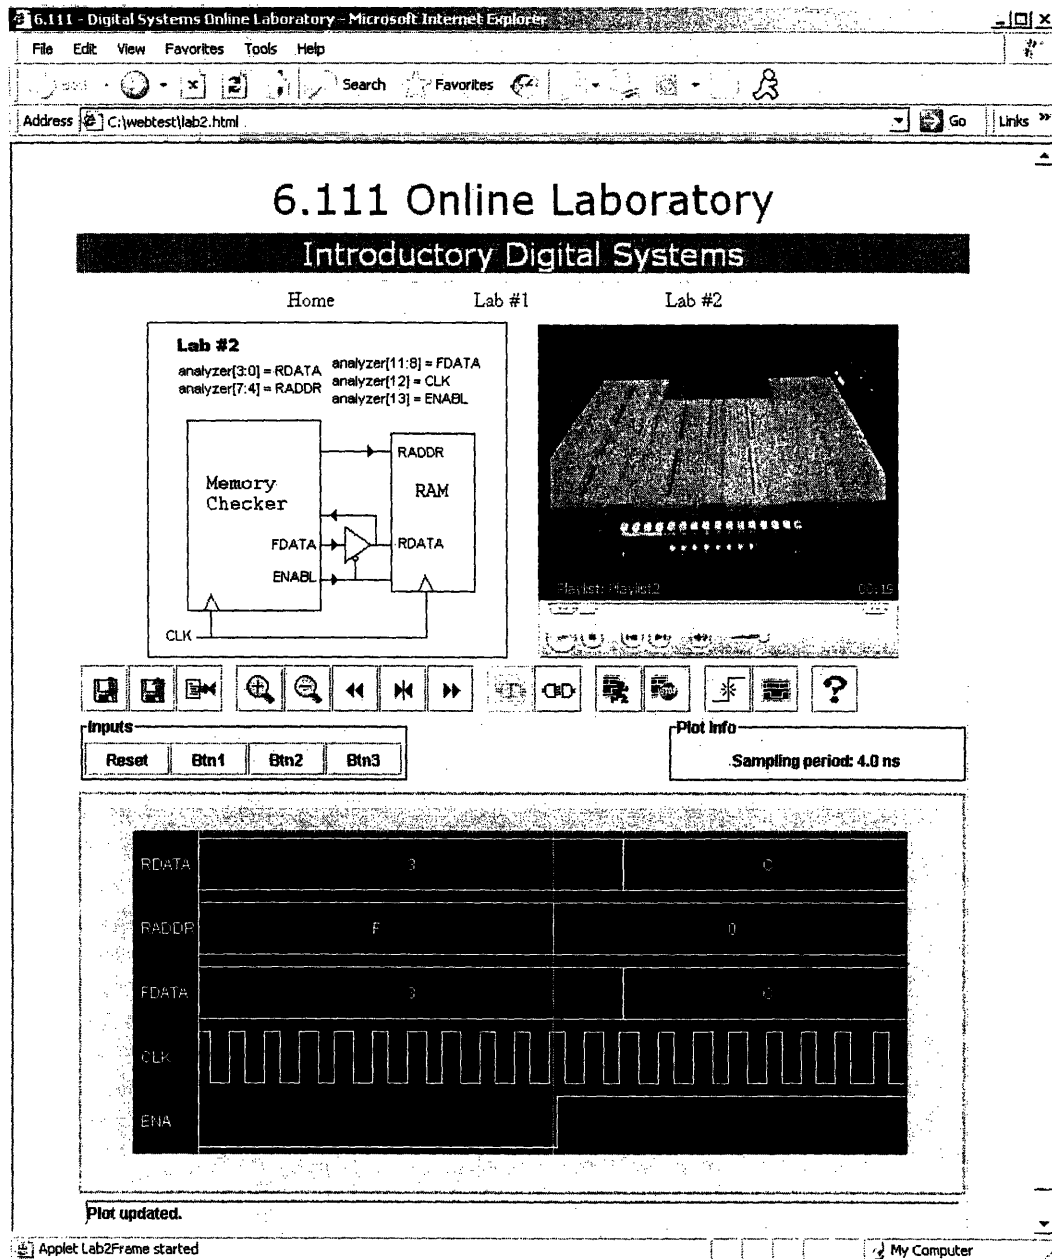 6.111 - Digital Systems Online Laboratory - Microsoft Internet Explorer
File Edit View Favorites Tools Help
Search Favorites
Address C:\webtest\lab2.html Go Links »
6.111 Online Laboratory
Introductory Digital Systems
Home Lab #1 Lab #2
Lab #2
analyzer[3:0] = RDATA analyzer[11:8] = FDATA
analyzer[7:4] = RADDR analyzer[12] = CLK
analyzer[13] = ENABL
Memory
Checker
RADDR
RAM
FDATA
RDATA
ENABL
CLK
Playlist: Playlist2 00:15
Inputs
Reset Btn1 Btn2 Btn3
Plot Info
Sampling period: 4.0 ns
RDATA 3 C
RADDR F 0
FDATA 3 C
CLK
ENA
Plot updated.
Applet Lab2Frame started My Computer